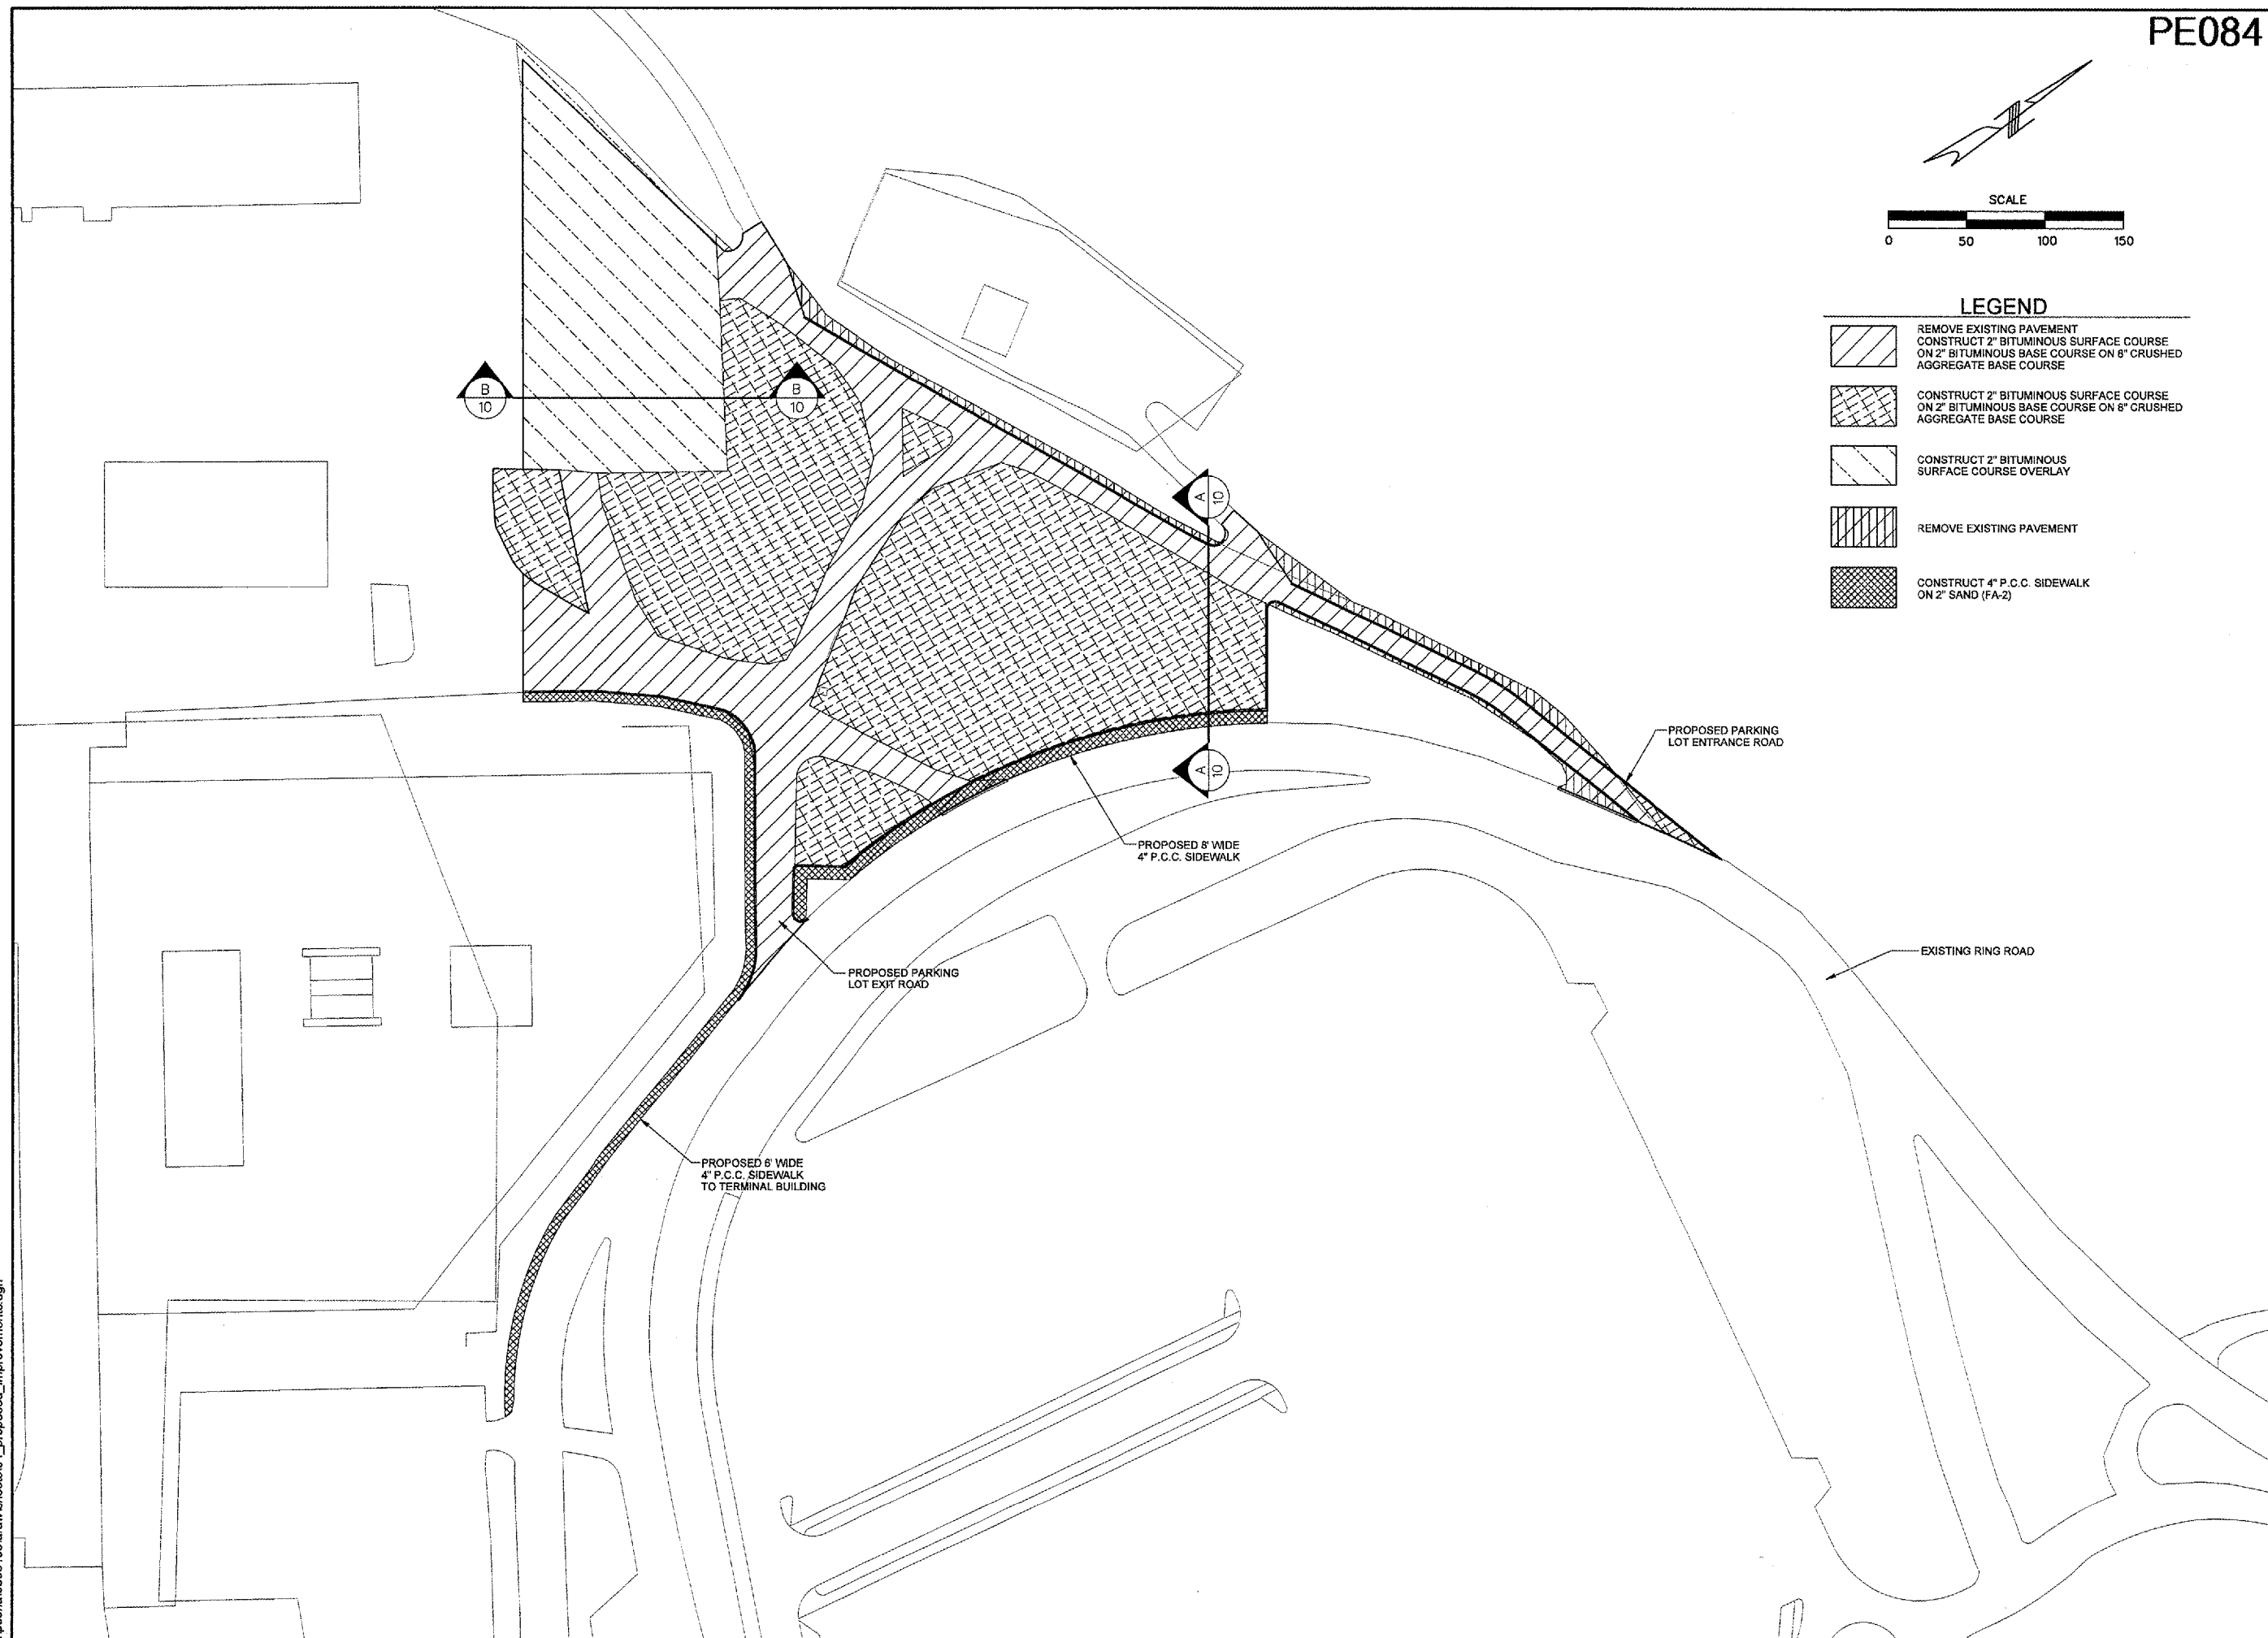 PE084
SCALE
0 50 100 150
LEGEND
REMOVE EXISTING PAVEMENT
CONSTRUCT 2" BITUMINOUS SURFACE COURSE
ON 2" BITUMINOUS BASE COURSE ON 8" CRUSHED
AGGREGATE BASE COURSE
CONSTRUCT 2" BITUMINOUS SURFACE COURSE
ON 2" BITUMINOUS BASE COURSE ON 8" CRUSHED
AGGREGATE BASE COURSE
CONSTRUCT 2" BITUMINOUS
SURFACE COURSE OVERLAY
REMOVE EXISTING PAVEMENT
CONSTRUCT 4" P.C.C. SIDEWALK
ON 2" SAND (FA-2)
B
10
B
10
A
10
A
10
PROPOSED PARKING
LOT ENTRANCE ROAD
PROPOSED 8' WIDE
4" P.C.C. SIDEWALK
EXISTING RING ROAD
PROPOSED PARKING
LOT EXIT ROAD
PROPOSED 6' WIDE
4" P.C.C. SIDEWALK
TO TERMINAL BUILDING